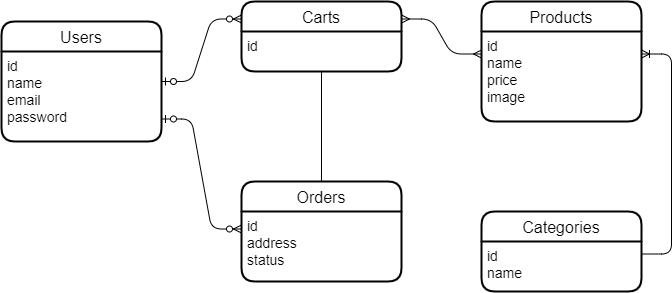 Users
id
name
email
password
Carts
id
Products
id
name
price
image
Orders
id
address
status
Categories
id
name